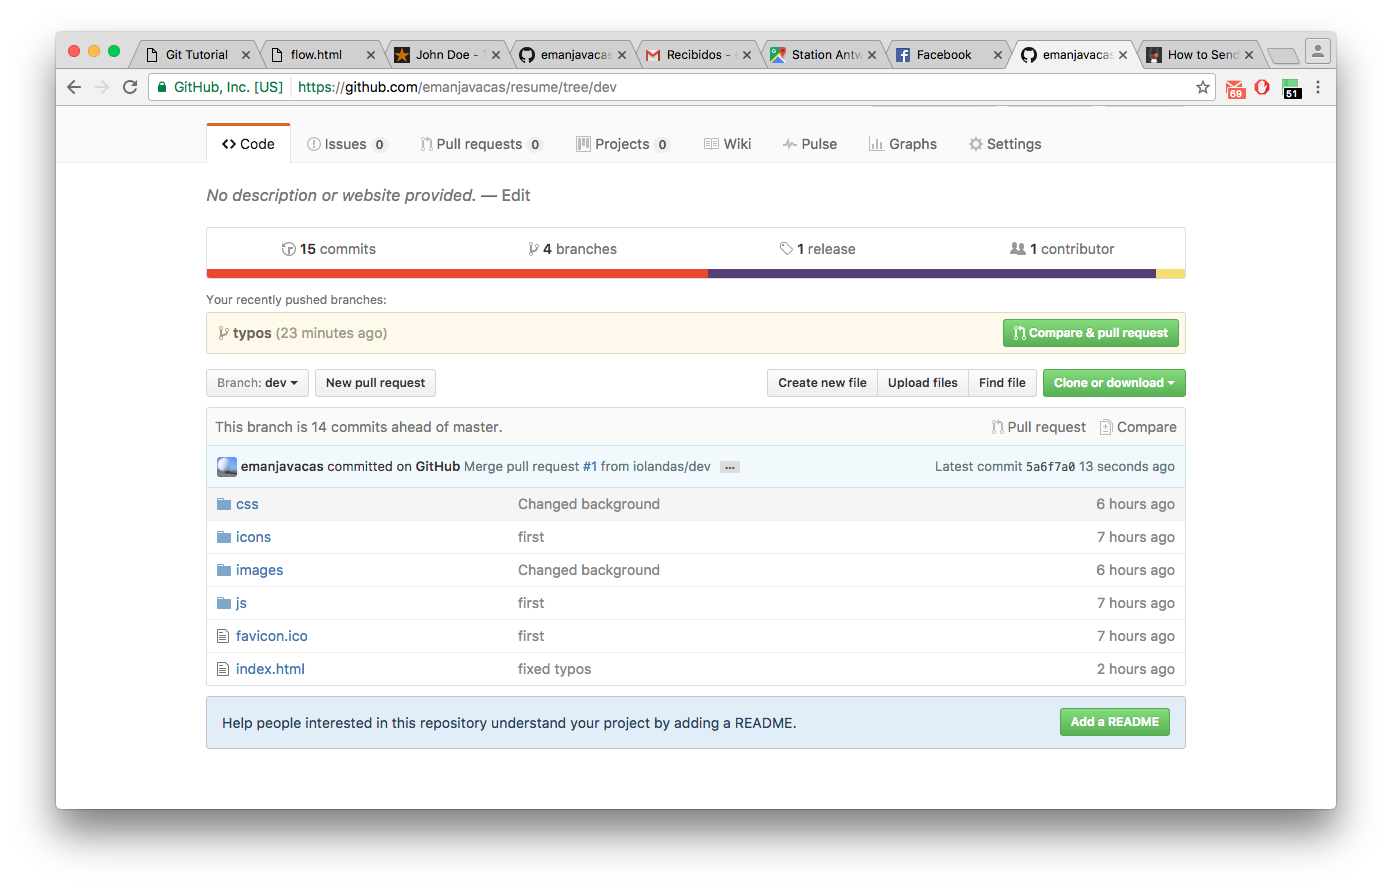 Git Tutorial flow.html John Doe - emanjavacas Recibidos - Station Antw Facebook emanjavacas How to Send
GitHub, Inc. [US] https://github.com/emanjavacas/resume/tree/dev 69 51
Code Issues 0 Pull requests 0 Projects 0 Wiki Pulse Graphs Settings
No description or website provided. — Edit
15 commits 4 branches 1 release 1 contributor
Your recently pushed branches:
typos (23 minutes ago) Compare & pull request
Branch: dev New pull request Create new file Upload files Find file Clone or download
This branch is 14 commits ahead of master. Pull request Compare
emanjavacas committed on GitHub Merge pull request #1 from iolandas/dev … Latest commit 5a6f7a0 13 seconds ago
css Changed background 6 hours ago
icons first 7 hours ago
images Changed background 6 hours ago
js first 7 hours ago
favicon.ico first 7 hours ago
index.html fixed typos 2 hours ago
Help people interested in this repository understand your project by adding a README. Add a README